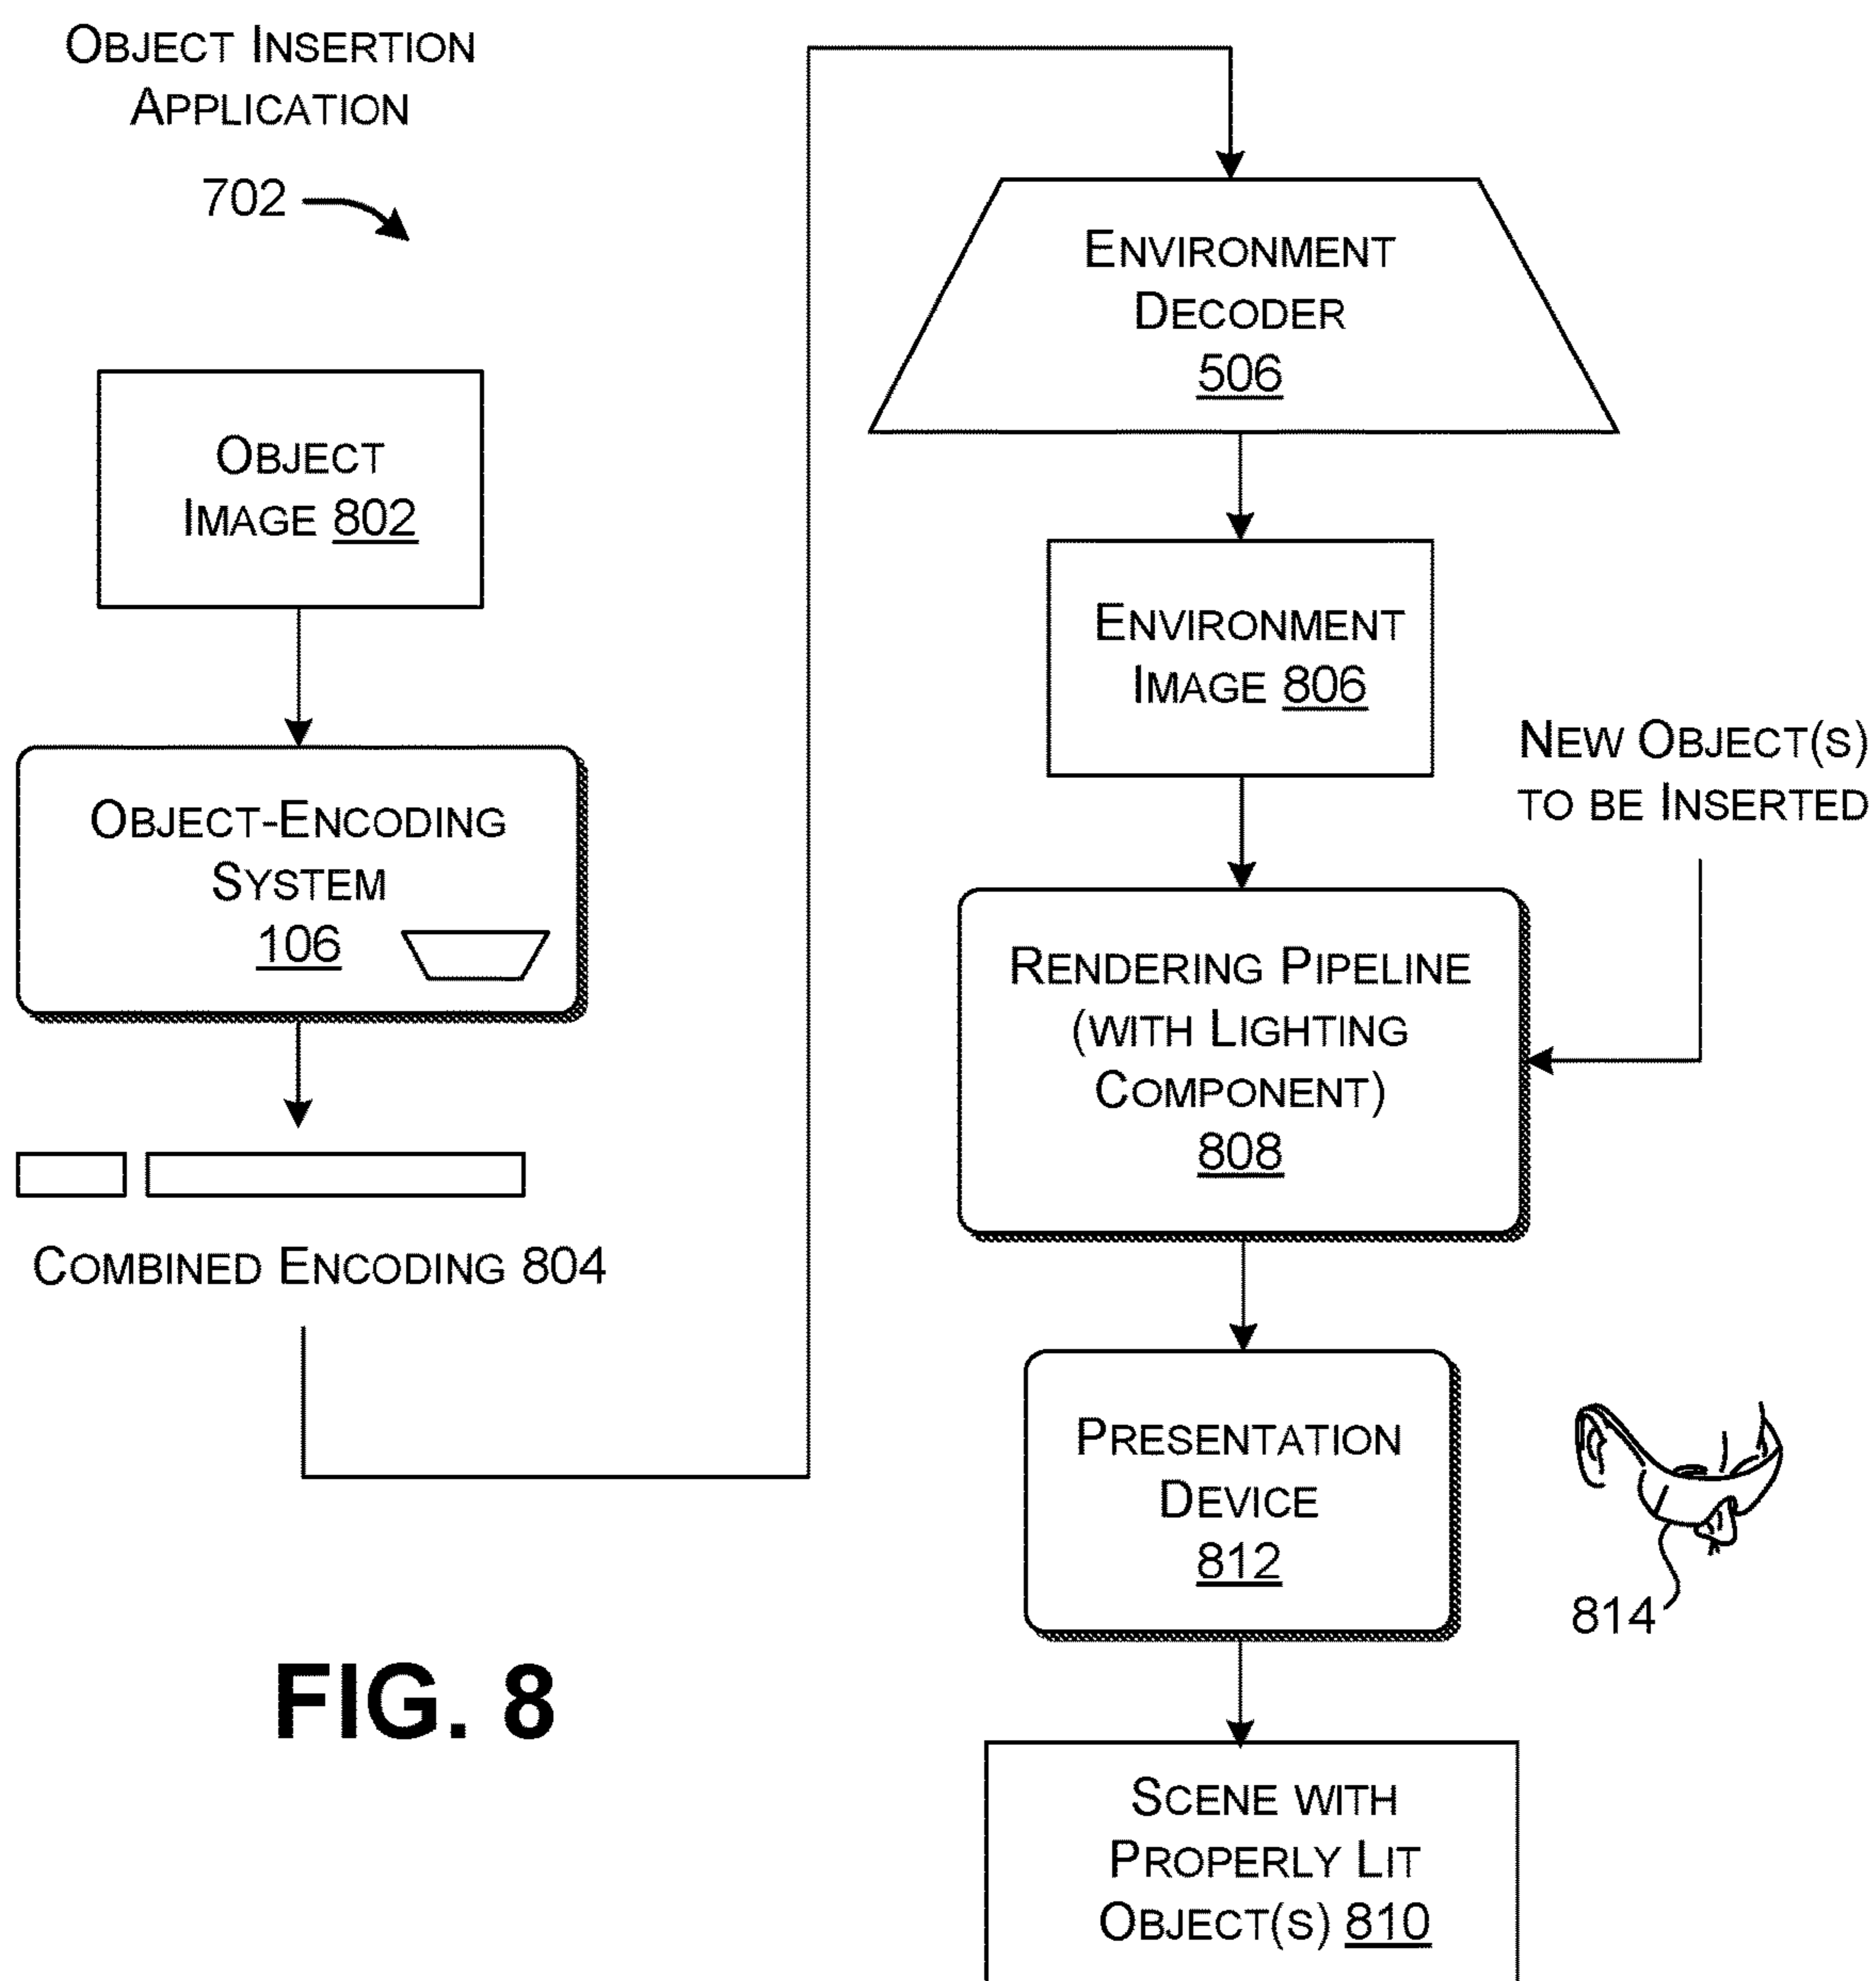 OBJECT INSERTION
APPLICATION
702
OBJECT
IMAGE 802
OBJECT-ENCODING
SYSTEM
106
COMBINED ENCODING 804
ENVIRONMENT
DECODER
506
ENVIRONMENT
IMAGE 806
NEW OBJECT(S)
TO BE INSERTED
RENDERING PIPELINE
(WITH LIGHTING
COMPONENT)
808
PRESENTATION
DEVICE
812
814
SCENE WITH
PROPERLY LIT
OBJECT(S) 810
FIG. 8